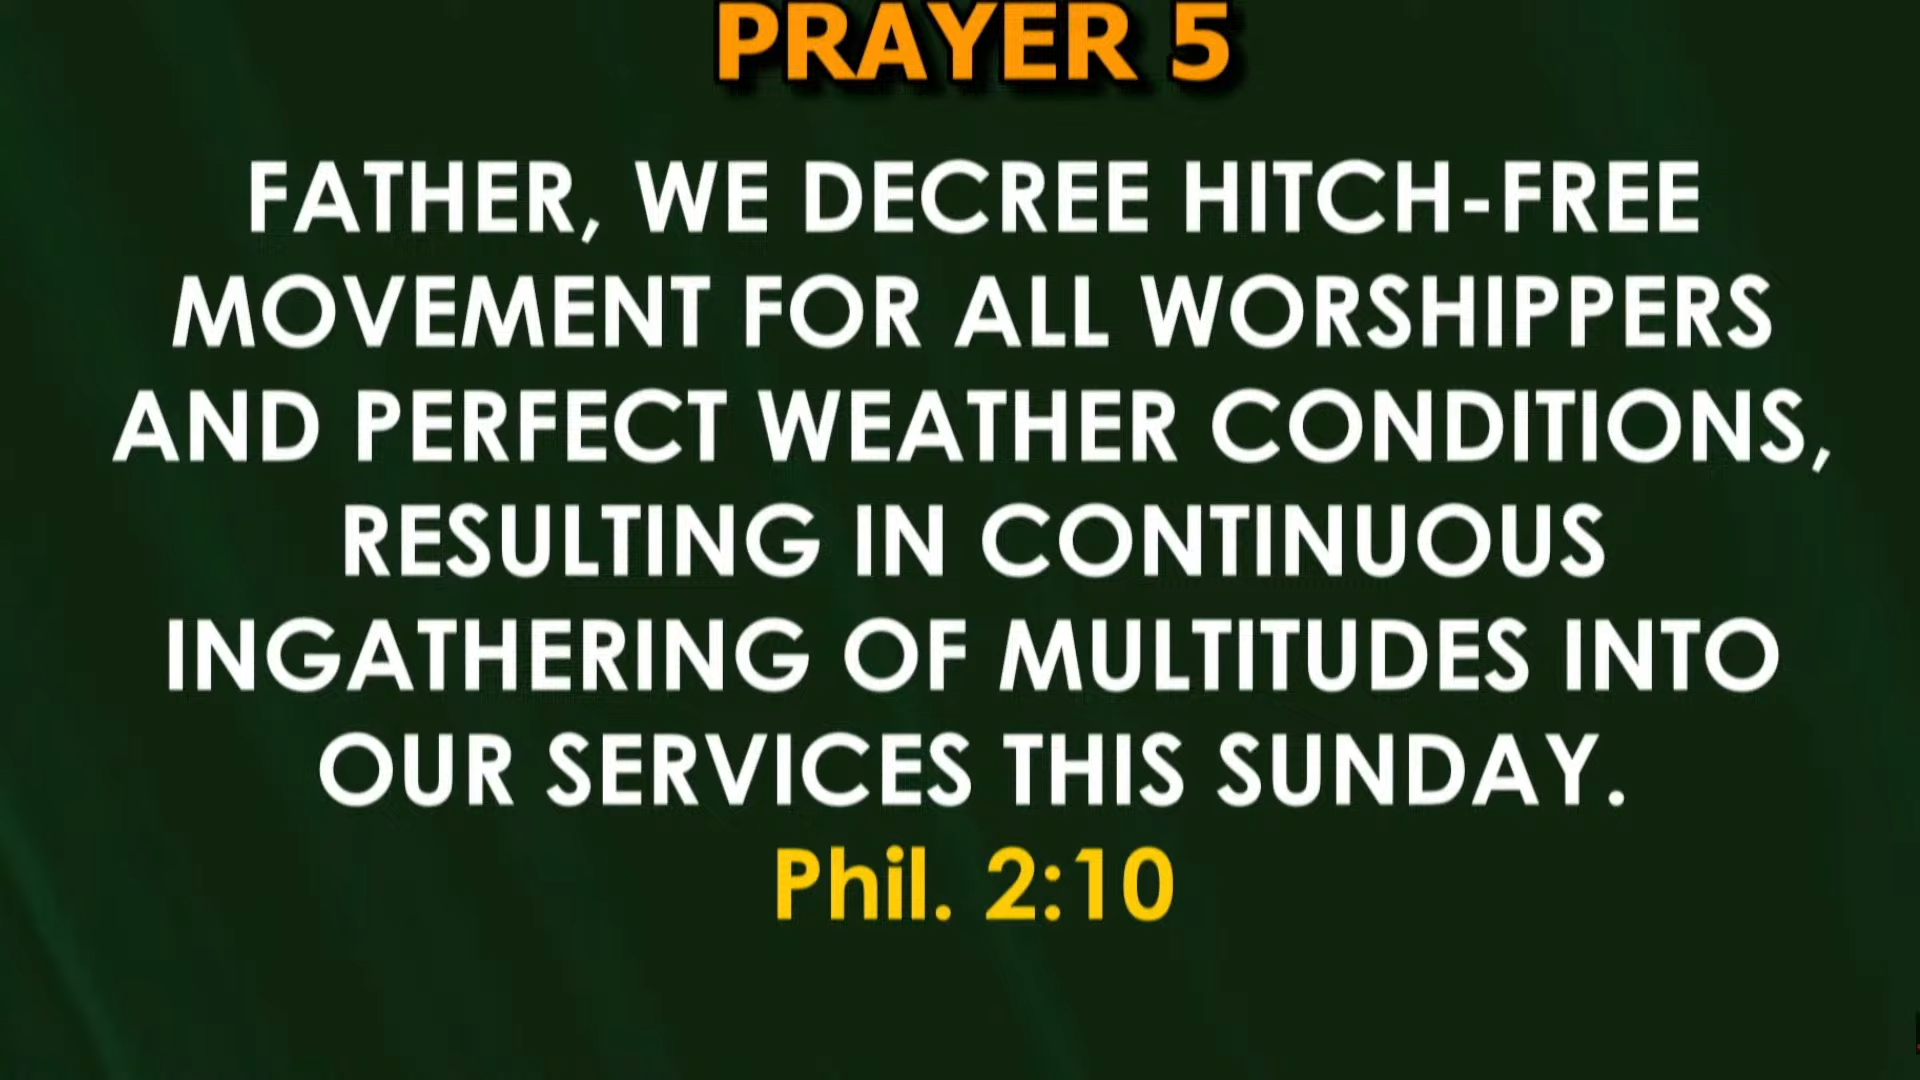 PRAYER 5
FATHER, WE DECREE HITCH-FREE
MOVEMENT FOR ALL WORSHIPPERS
AND PERFECT WEATHER CONDITIONS,
RESULTING IN CONTINUOUS
INGATHERING OF MULTITUDES INTO
OUR SERVICES THIS SUNDAY.
Phil. 2:10